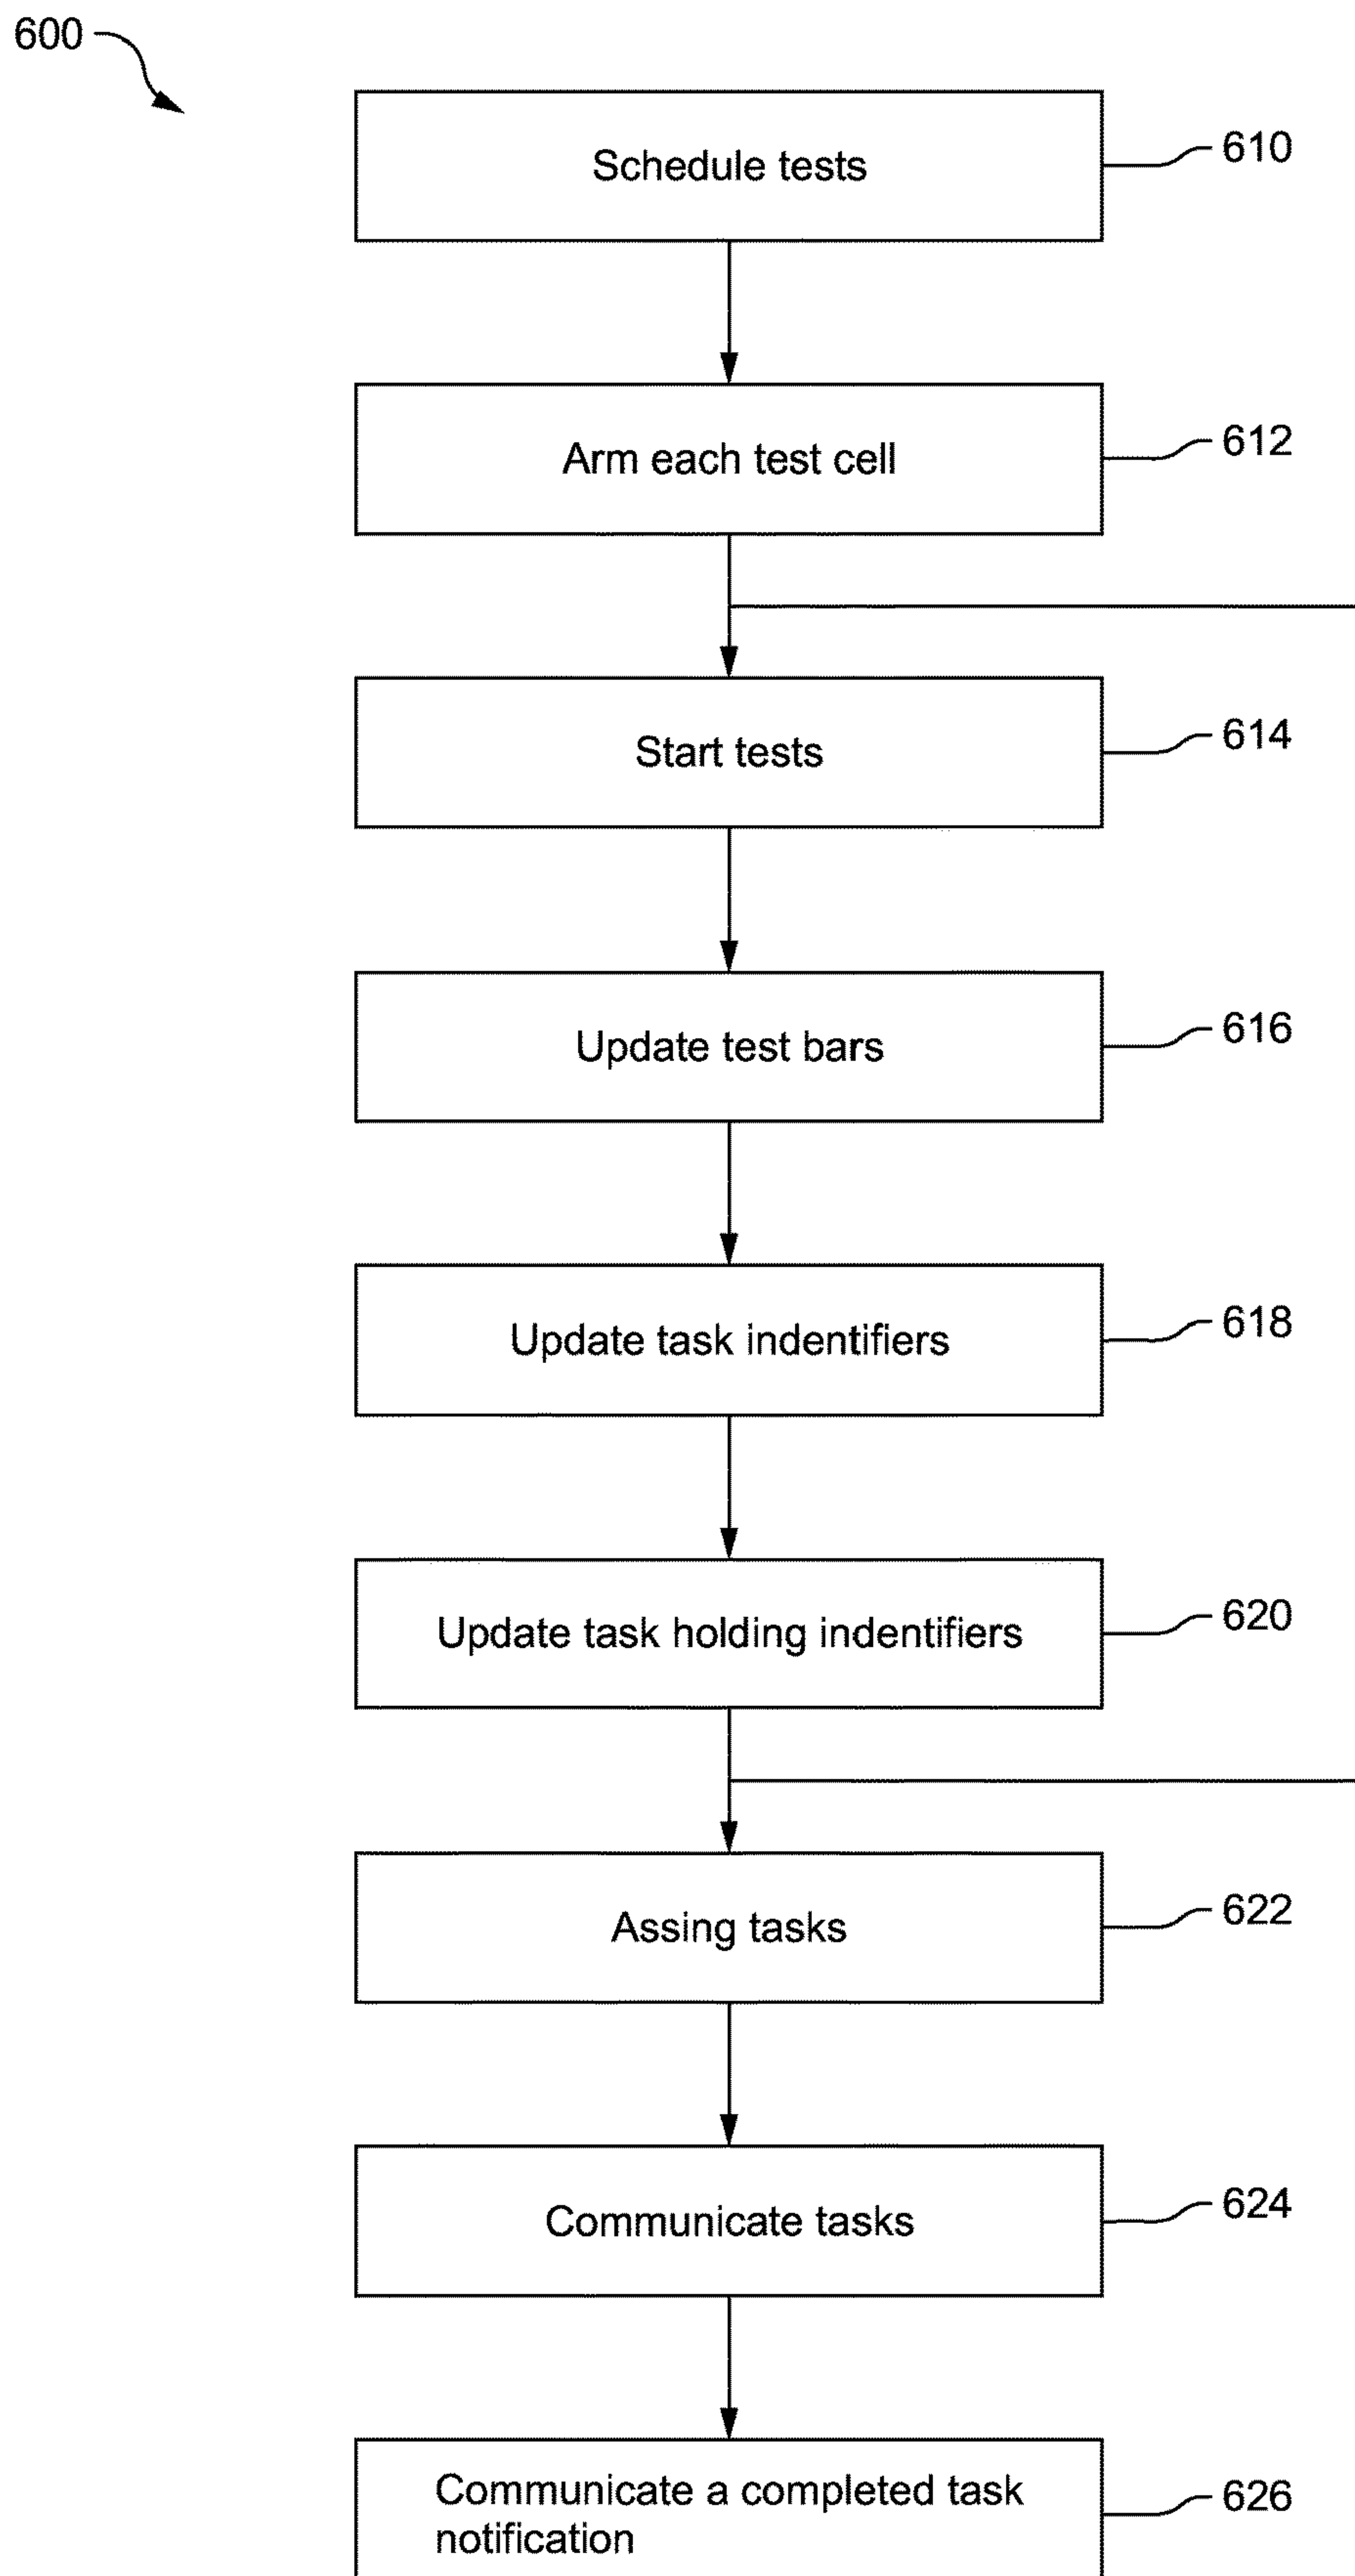 600
Schedule tests
610
Arm each test cell
612
Start tests
614
Update test bars
616
Update task indentifiers
618
Update task holding indentifiers
620
Assing tasks
622
Communicate tasks
624
Communicate a completed task
notification
626